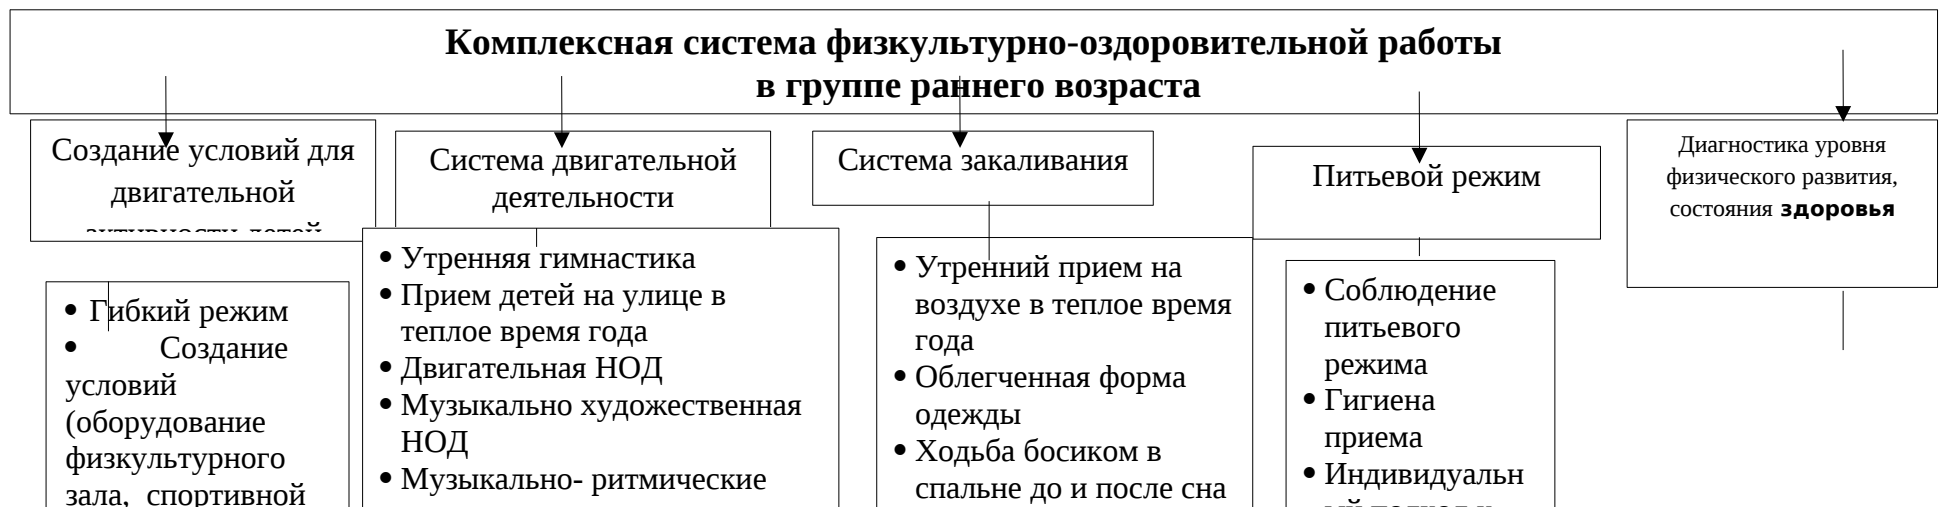 Комплексная система физкультурно-оздоровительной работы
в группе раннего возраста
Создание условий для
двигательной
активности детей
Система двигательной
деятельности
Система закаливания
Питьевой режим
Диагностика уровня
физического развития,
состояния здоровья
● Гибкий режим
● Создание
условий
(оборудование
физкультурного
зала, спортивной
● Утренняя гимнастика
● Прием детей на улице в
теплое время года
● Двигательная НОД
● Музыкально художественная
НОД
● Музыкально- ритмические
● Утренний прием на
воздухе в теплое время
года
● Облегченная форма
одежды
● Ходьба босиком в
спальне до и после сна
● Соблюдение
питьевого
режима
● Гигиена
приема
● Индивидуальн